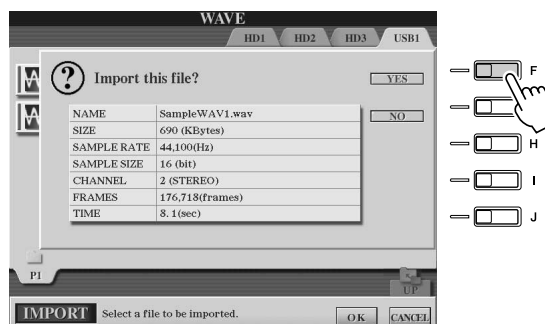 WAVE
HD1 HD2 HD3 USB1
Import this file?
YES
NO
NAME SampleWAV1.wav
SIZE 690 (KBytes)
SAMPLE RATE 44,100(Hz)
SAMPLE SIZE 16 (bit)
CHANNEL 2 (STEREO)
FRAMES 176,718(frames)
TIME 8. 1(sec)
F
H
I
J
P1
UP
IMPORT Select a file to be imported.
OK CANCEL